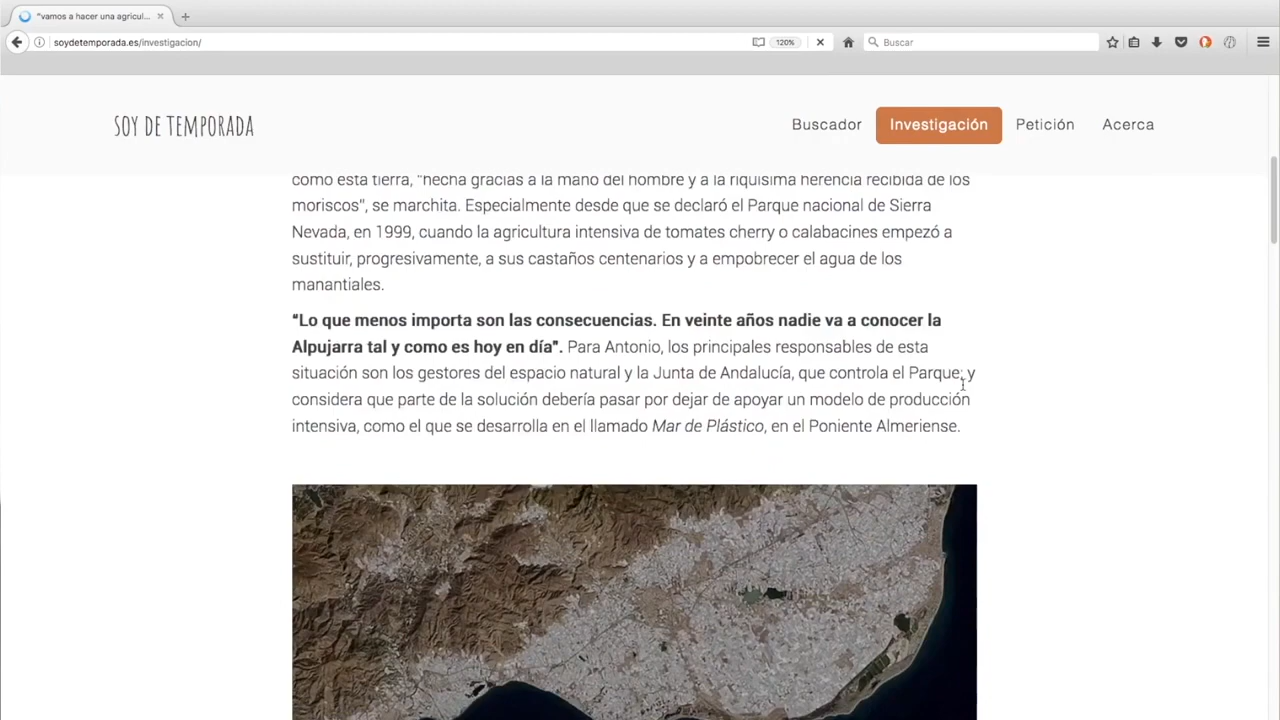 "vamos a hacer una agricul...
soydetemporada.es/investigacion/
120%
Buscar
SOY DE TEMPORADA
Buscador
Investigación
Petición
Acerca
como esta tierra, "hecha gracias a la mano del hombre y a la riquísima herencia recibida de los
moriscos", se marchita. Especialmente desde que se declaró el Parque nacional de Sierra
Nevada, en 1999, cuando la agricultura intensiva de tomates cherry o calabacines empezó a
sustituir, progresivamente, a sus castaños centenarios y a empobrecer el agua de los
manantiales.
"Lo que menos importa son las consecuencias. En veinte años nadie va a conocer la
Alpujarra tal y como es hoy en día". Para Antonio, los principales responsables de esta
situación son los gestores del espacio natural y la Junta de Andalucía, que controla el Parque; y
considera que parte de la solución debería pasar por dejar de apoyar un modelo de producción
intensiva, como el que se desarrolla en el llamado Mar de Plástico, en el Poniente Almeriense.